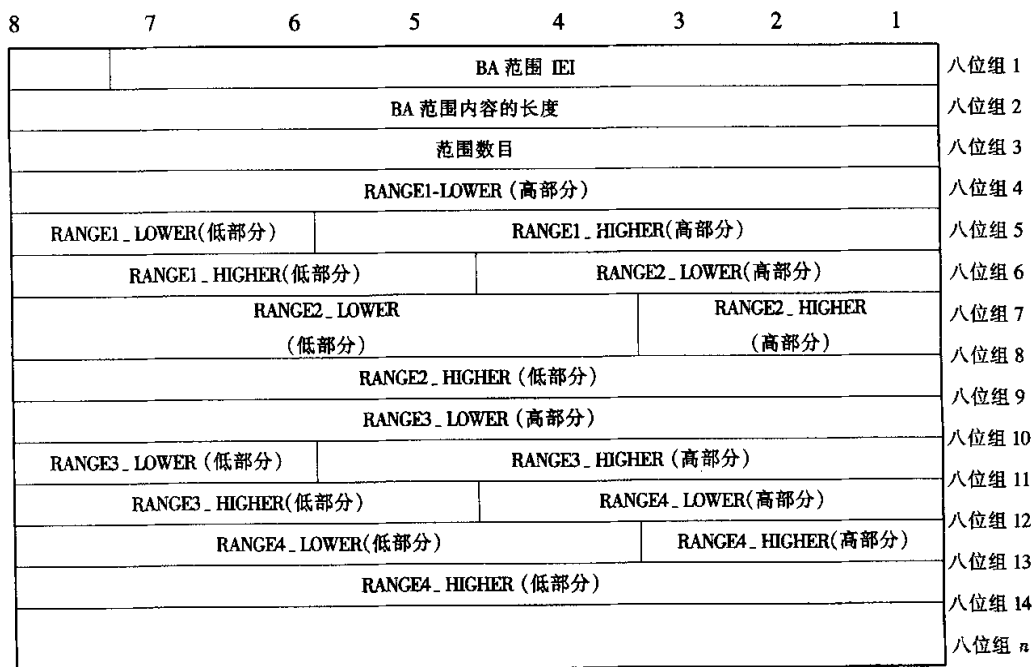 8 7 6 5 4 3 2 1
BA 范围 IEI 八位组 1
BA 范围内容的长度 八位组 2
范围数目 八位组 3
RANGE1-LOWER (高部分) 八位组 4
RANGE1_LOWER(低部分) RANGE1_HIGHER(高部分) 八位组 5
RANGE1_HIGHER(低部分) RANGE2_LOWER(高部分) 八位组 6
RANGE2_LOWER RANGE2_HIGHER 八位组 7
(低部分) (高部分) 八位组 8
RANGE2_HIGHER (低部分) 八位组 9
RANGE3_LOWER (高部分) 八位组 10
RANGE3_LOWER (低部分) RANGE3_HIGHER (高部分) 八位组 11
RANGE3_HIGHER(低部分) RANGE4_LOWER(高部分) 八位组 12
RANGE4_LOWER(低部分) RANGE4_HIGHER(高部分) 八位组 13
RANGE4_HIGHER (低部分) 八位组 14
八位组 n